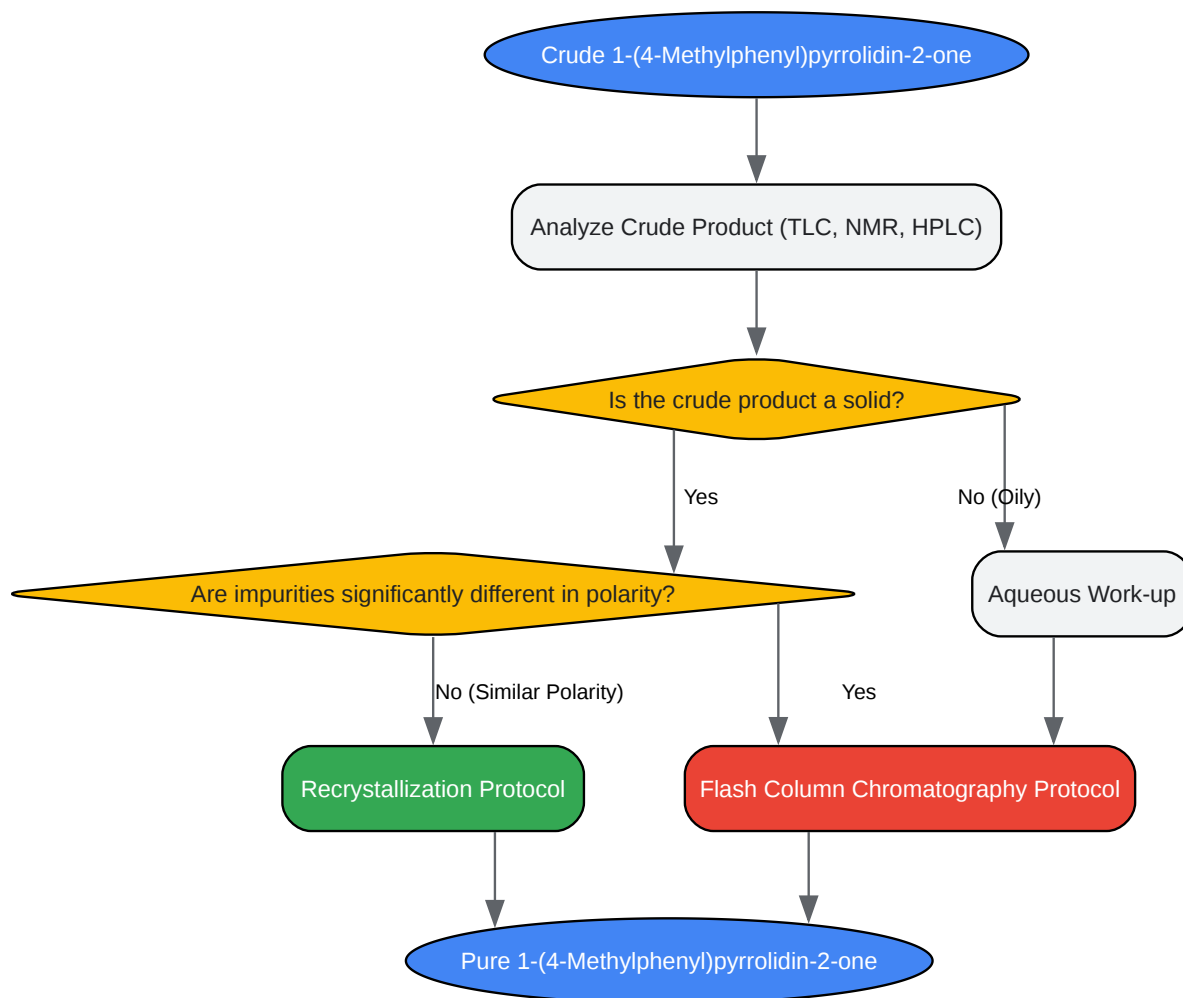 Crude 1-(4-Methylphenyl)pyrrolidin-2-one
Analyze Crude Product (TLC, NMR, HPLC)
Is the crude product a solid?
Yes
No (Oily)
Are impurities significantly different in polarity?
Aqueous Work-up
No (Similar Polarity)
Yes
Recrystallization Protocol
Flash Column Chromatography Protocol
Pure 1-(4-Methylphenyl)pyrrolidin-2-one